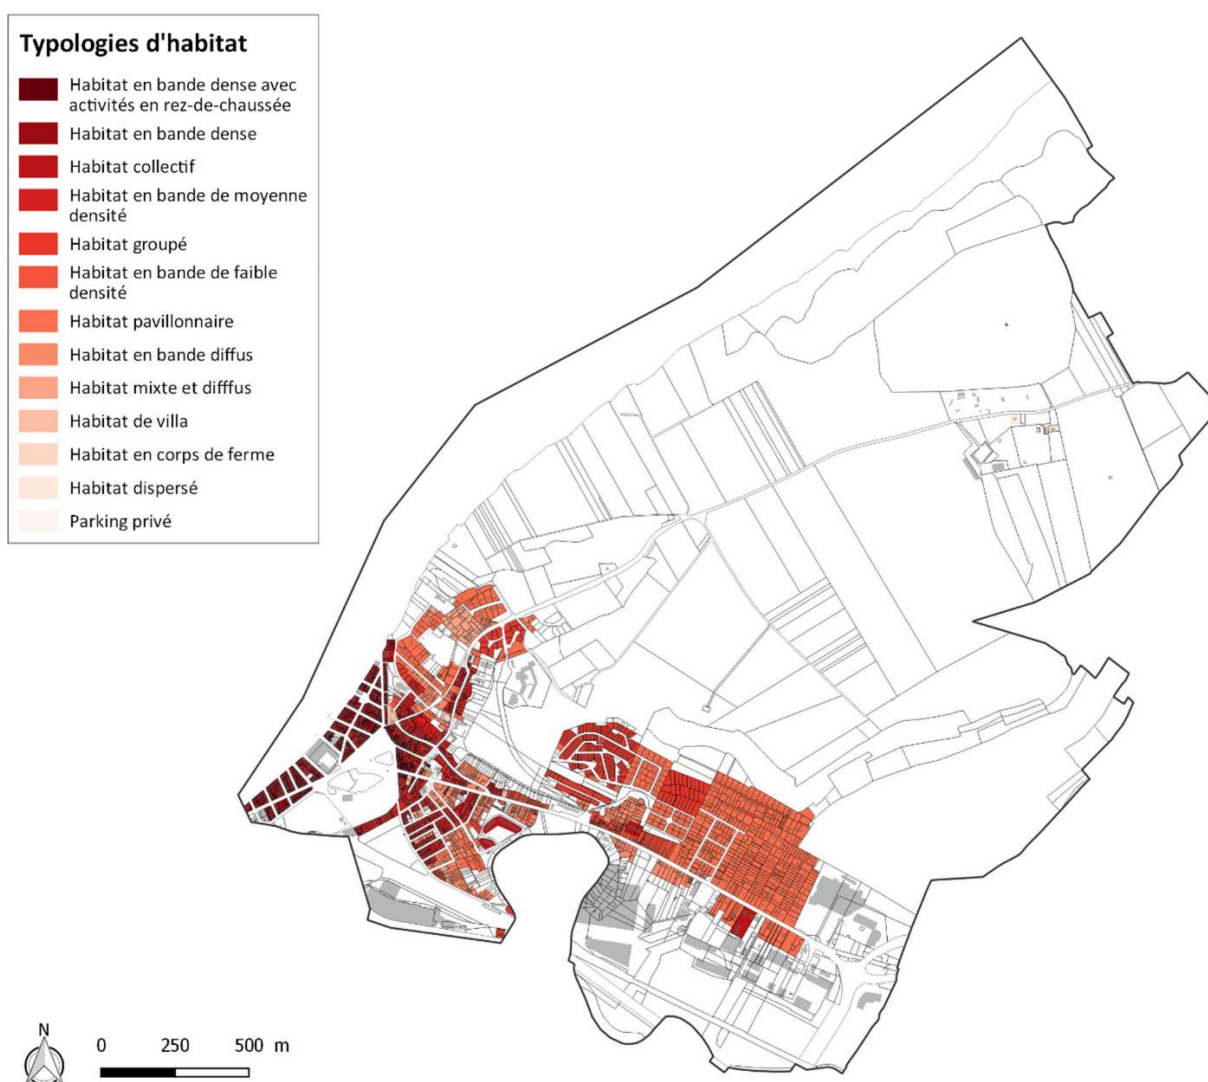 Typologies d'habitat
Habitat en bande dense avec
activités en rez-de-chaussée
Habitat en bande dense
Habitat collectif
Habitat en bande de moyenne
densité
Habitat groupé
Habitat en bande de faible
densité
Habitat pavillonnaire
Habitat en bande diffus
Habitat mixte et difffus
Habitat de villa
Habitat en corps de ferme
Habitat dispersé
Parking privé
N
0 250 500 m